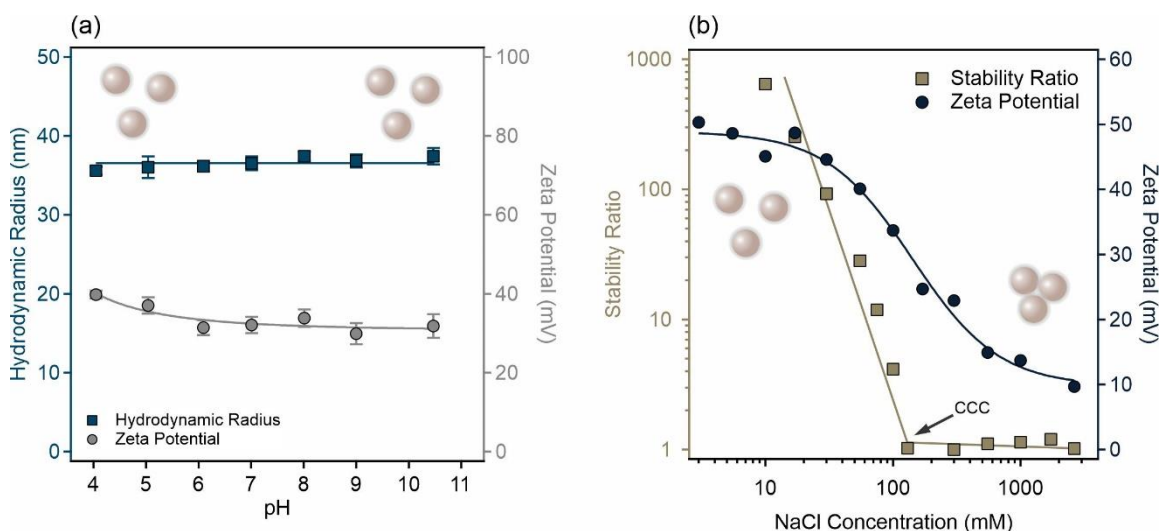 (a)
50
40
30
20
10
0
Hydrodynamic Radius (nm)
100
80
60
40
20
0
Zeta Potential (mV)
Hydrodynamic Radius
Zeta Potential
4 5 6 7 8 9 10 11
pH
(b)
1000
100
10
1
Stability Ratio
60
50
40
30
20
10
0
Zeta Potential (mV)
Stability Ratio
Zeta Potential
CCC
10 100 1000
NaCl Concentration (mM)